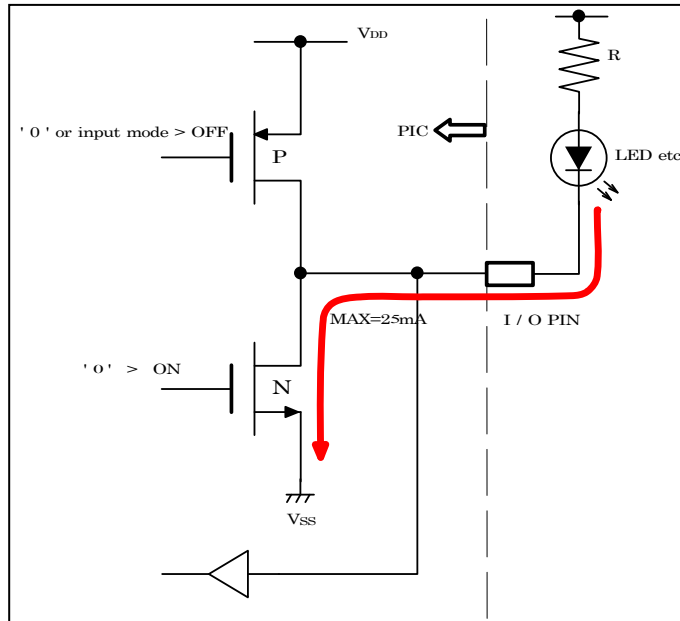 VDD
R
' 0 ' or input mode > OFF
PIC
P
LED etc
MAX=25mA
I / O PIN
' 0 ' > ON
N
VSS